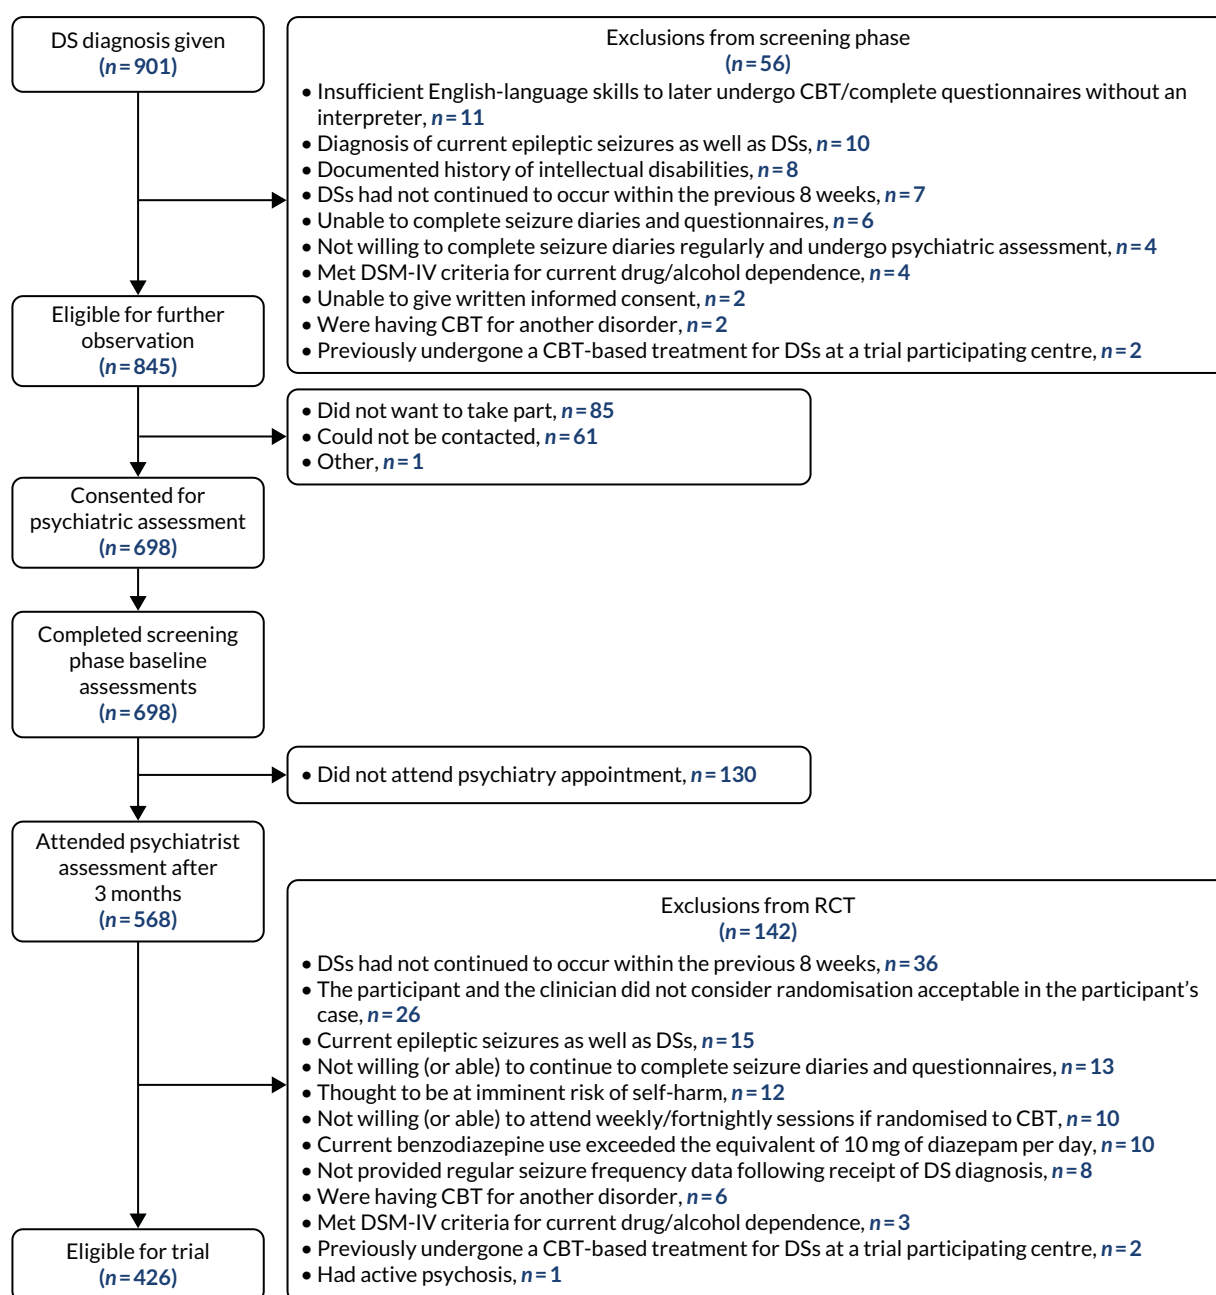 DS diagnosis given
(n=901)
Exclusions from screening phase
(n=56)
• Insufficient English-language skills to later undergo CBT/complete questionnaires without an
interpreter, n=11
• Diagnosis of current epileptic seizures as well as DSs, n=10
• Documented history of intellectual disabilities, n=8
• DSs had not continued to occur within the previous 8 weeks, n=7
• Unable to complete seizure diaries and questionnaires, n=6
• Not willing to complete seizure diaries regularly and undergo psychiatric assessment, n=4
• Met DSM-IV criteria for current drug/alcohol dependence, n=4
• Unable to give written informed consent, n=2
• Were having CBT for another disorder, n=2
• Previously undergone a CBT-based treatment for DSs at a trial participating centre, n=2
Eligible for further
observation
(n=845)
• Did not want to take part, n=85
• Could not be contacted, n=61
• Other, n=1
Consented for
psychiatric assessment
(n=698)
Completed screening
phase baseline
assessments
(n=698)
• Did not attend psychiatry appointment, n=130
Attended psychiatrist
assessment after
3 months
(n=568)
Exclusions from RCT
(n=142)
• DSs had not continued to occur within the previous 8 weeks, n=36
• The participant and the clinician did not consider randomisation acceptable in the participant's
case, n=26
• Current epileptic seizures as well as DSs, n=15
• Not willing (or able) to continue to complete seizure diaries and questionnaires, n=13
• Thought to be at imminent risk of self-harm, n=12
• Not willing (or able) to attend weekly/fortnightly sessions if randomised to CBT, n=10
• Current benzodiazepine use exceeded the equivalent of 10 mg of diazepam per day, n=10
• Not provided regular seizure frequency data following receipt of DS diagnosis, n=8
• Were having CBT for another disorder, n=6
• Met DSM-IV criteria for current drug/alcohol dependence, n=3
• Previously undergone a CBT-based treatment for DSs at a trial participating centre, n=2
• Had active psychosis, n=1
Eligible for trial
(n=426)